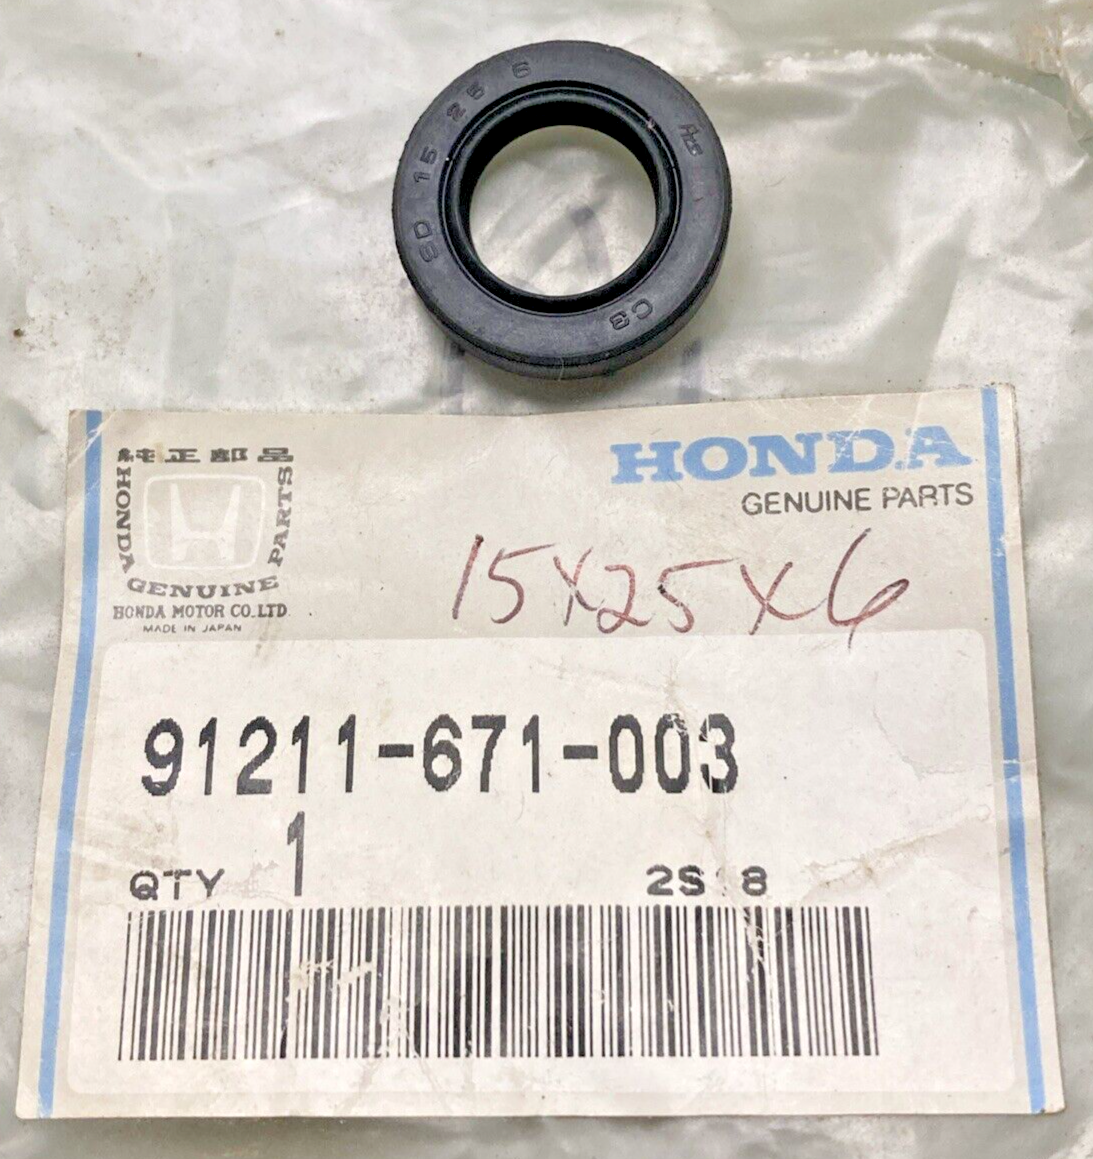 SD 15 25 6
C3
純正部品
HONDA
GENUINE
PARTS
HONDA MOTOR CO.LTD.
MADE IN JAPAN
HONDA
GENUINE PARTS
15x25x6
91211-671-003
QTY 1